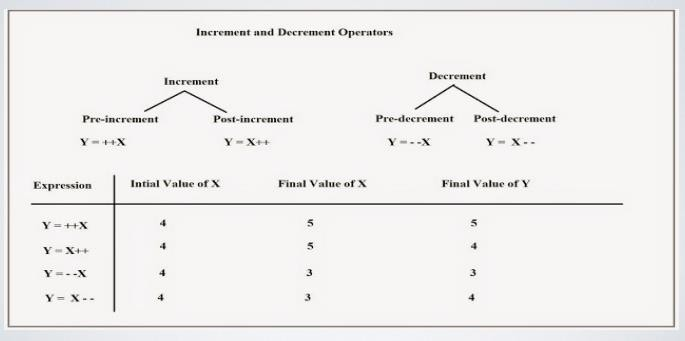 Increment and Decrement Operators
Increment Decrement
Pre-increment Post-increment Pre-decrement Post-decrement
Y = ++X Y = X++ Y = - -X Y = X - -
Expression Intial Value of X Final Value of X Final Value of Y
Y = ++X 4 5 5
Y = X++ 4 5 4
Y = - -X 4 3 3
Y = X - - 4 3 4